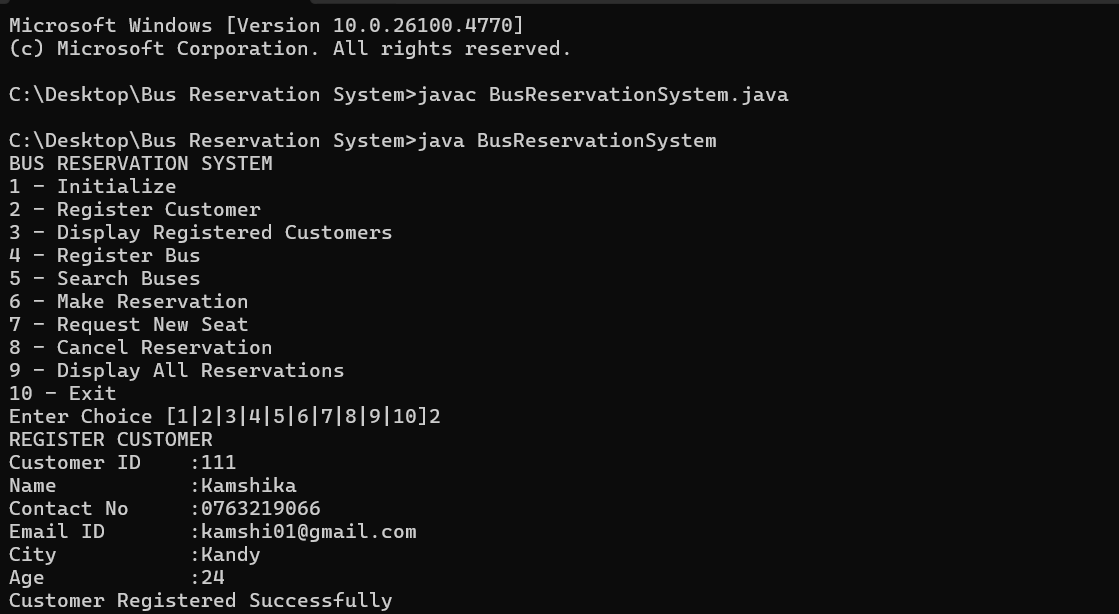 Microsoft Windows [Version 10.0.26100.4770]
(c) Microsoft Corporation. All rights reserved.
C:\Desktop\Bus Reservation System>javac BusReservationSystem.java
C:\Desktop\Bus Reservation System>java BusReservationSystem
BUS RESERVATION SYSTEM
1 - Initialize
2 - Register Customer
3 - Display Registered Customers
4 - Register Bus
5 - Search Buses
6 - Make Reservation
7 - Request New Seat
8 - Cancel Reservation
9 - Display All Reservations
10 - Exit
Enter Choice [1|2|3|4|5|6|7|8|9|10]2
REGISTER CUSTOMER
Customer ID    :111
Name           :Kamshika
Contact No     :0763219066
Email ID       :kamshi01@gmail.com
City           :Kandy
Age            :24
Customer Registered Successfully